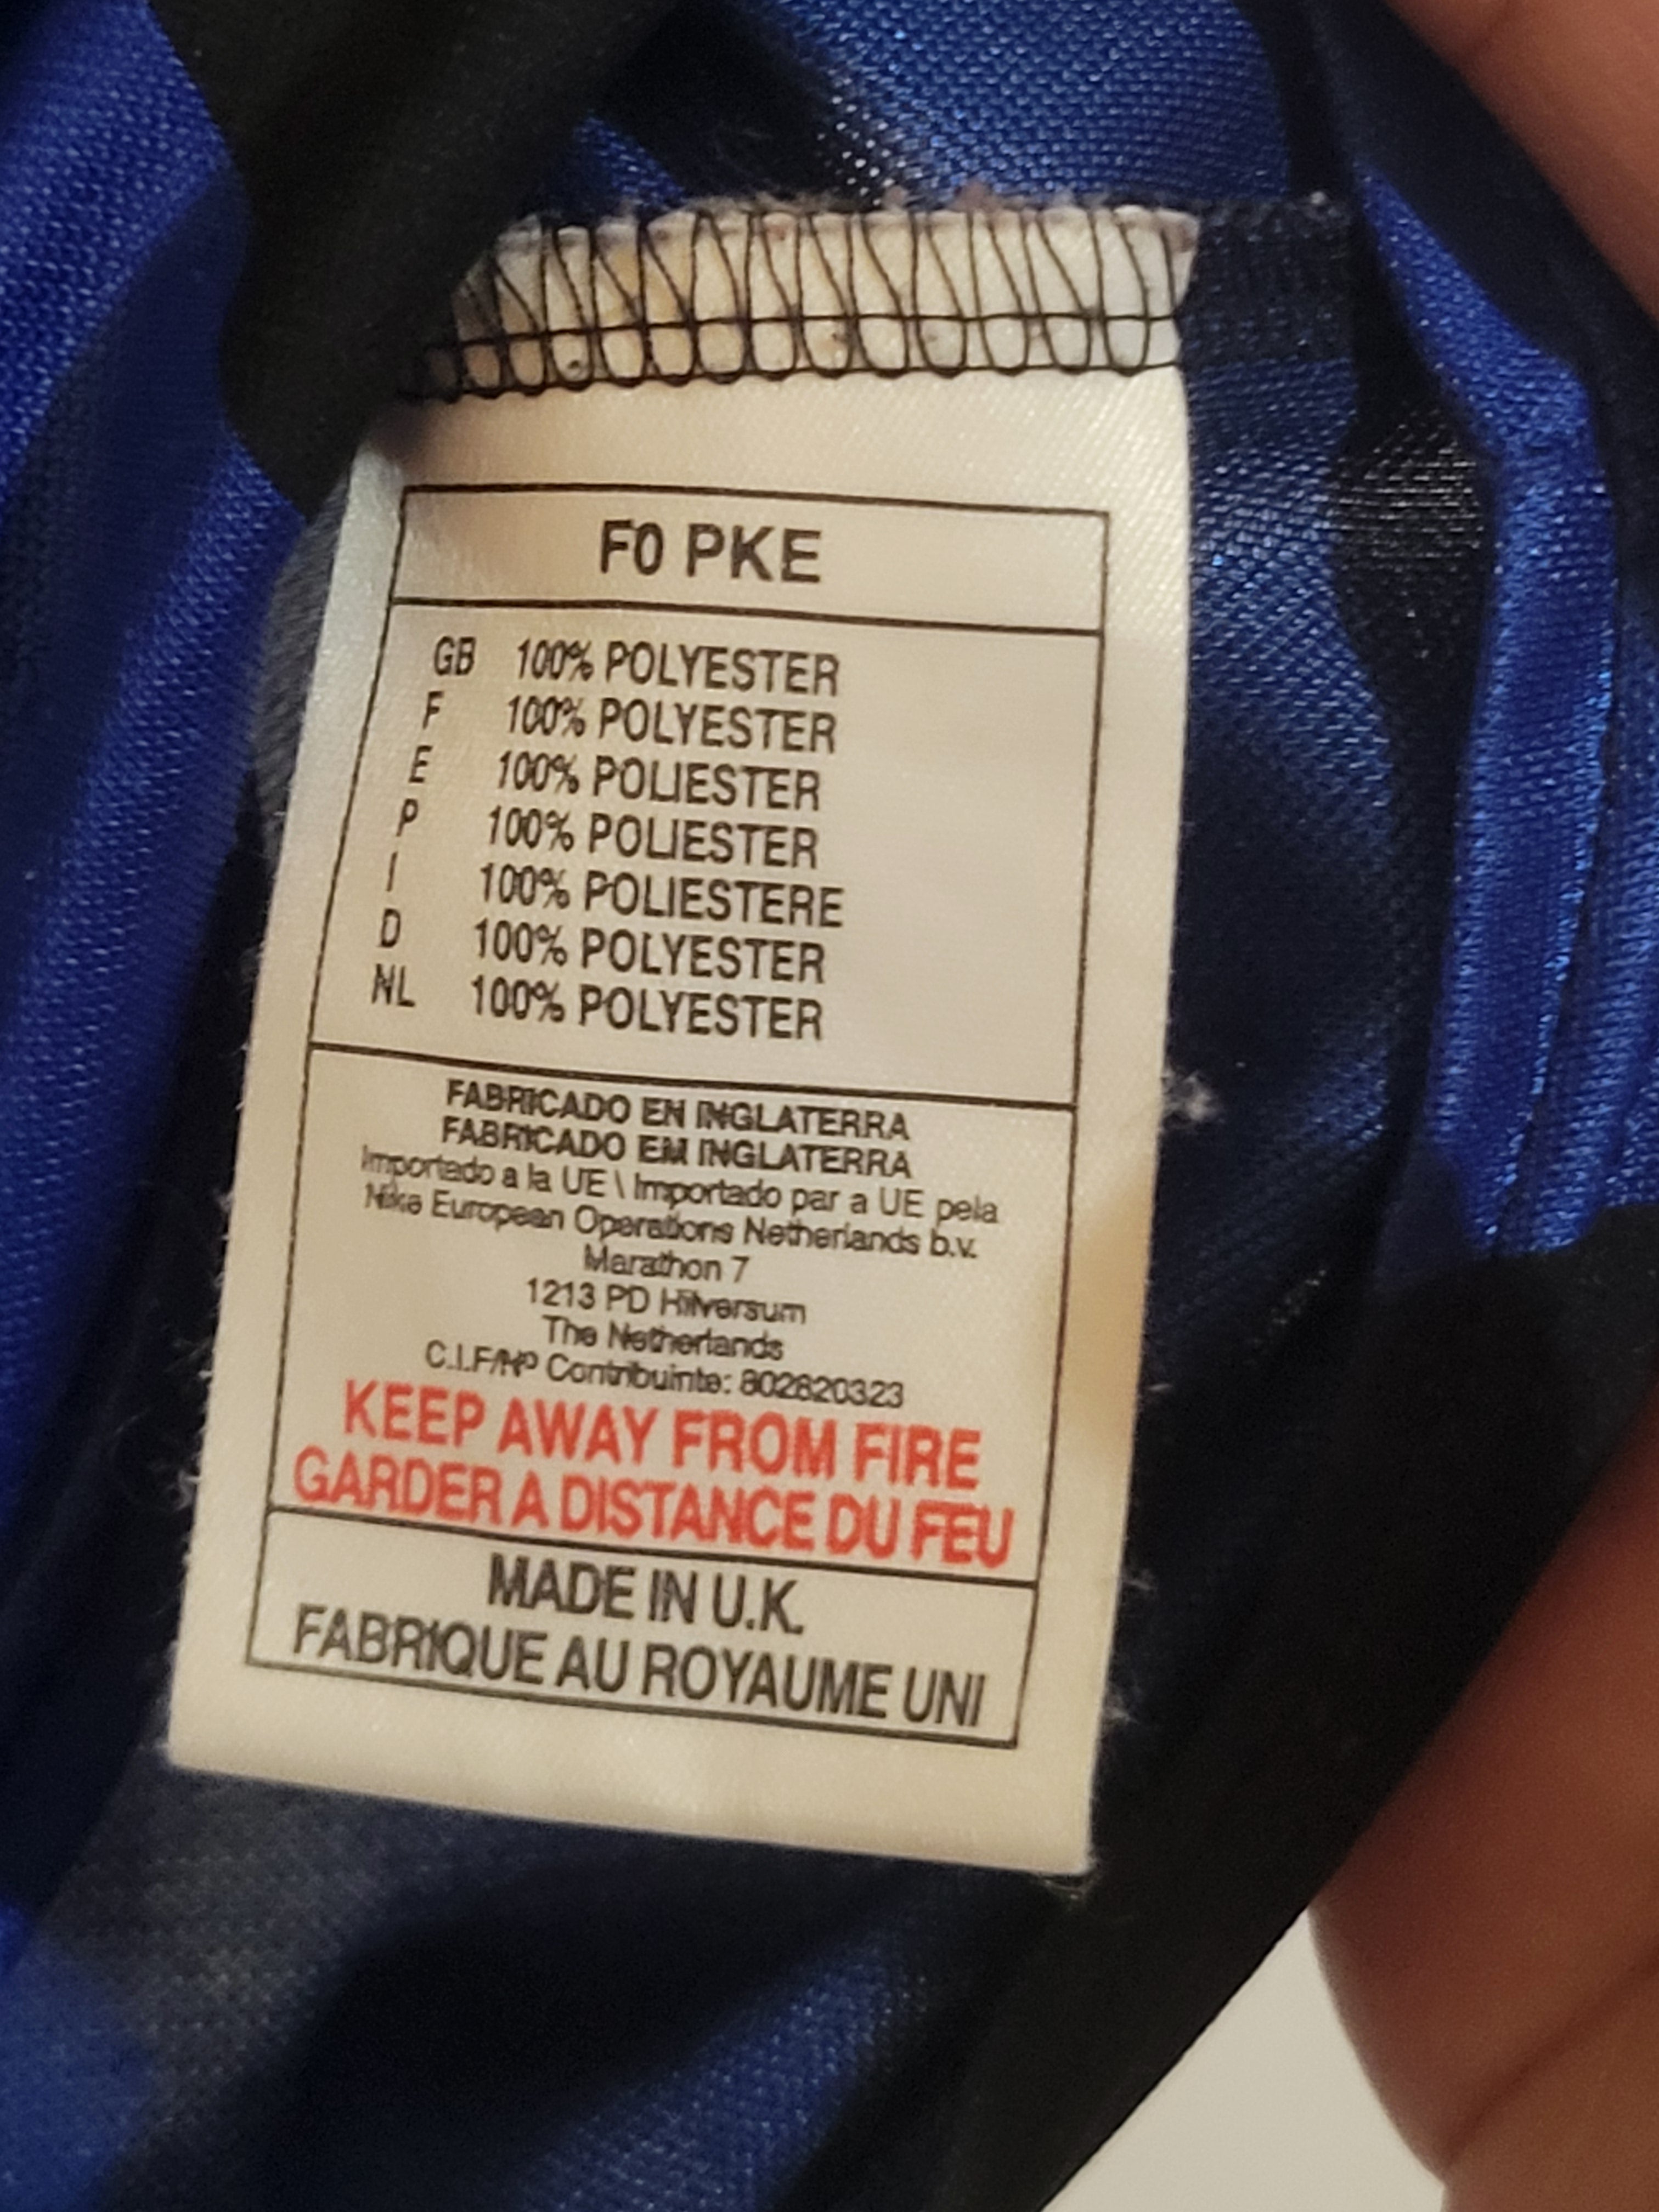 F0 PKE
GB 100% POLYESTER
F 100% POLYESTER
E 100% POLIESTER
P 100% POLIESTER
I 100% POLIESTERE
D 100% POLYESTER
NL 100% POLYESTER
FABRICADO EN INGLATERRA
FABRICADO EM INGLATERRA
Importado a la UE \ Importado par a UE pela
Nike European Operations Netherlands b.v.
Marathon 7
1213 PD Hilversum
The Netherlands
C.I.F/Nº Contribuinte: 802820323
KEEP AWAY FROM FIRE
GARDER A DISTANCE DU FEU
MADE IN U.K.
FABRIQUE AU ROYAUME UNI